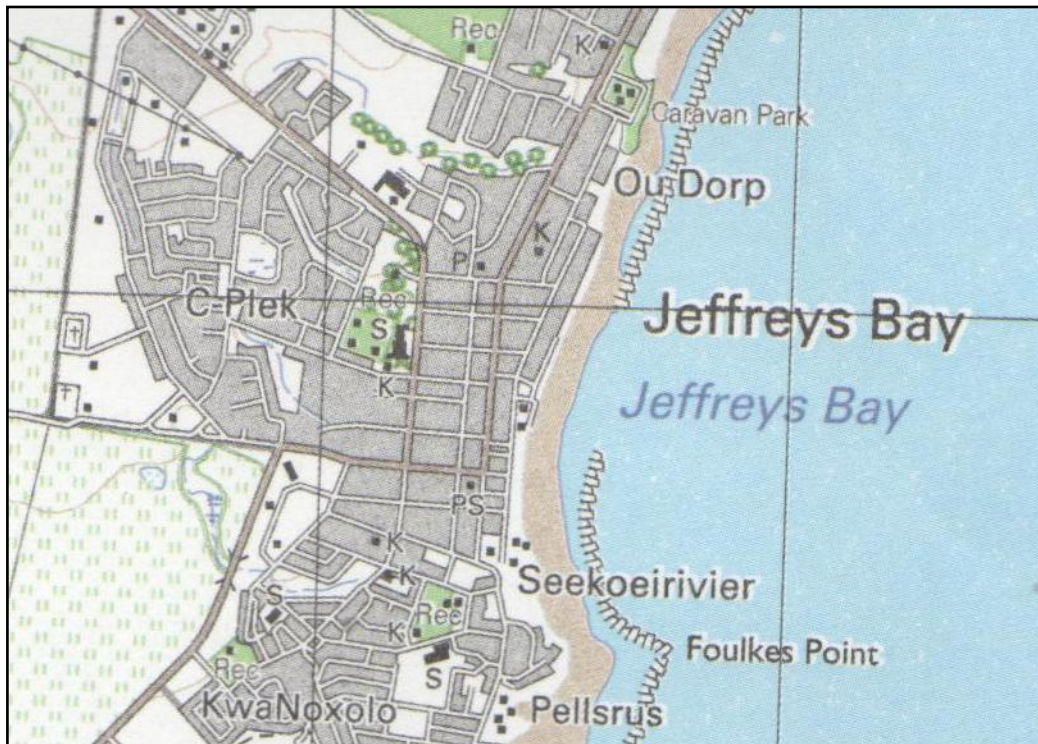 Rec
K
Caravan Park
Ou Dorp
K
P
C-Plek
Rec
S
Jeffreys Bay
K
Jeffreys Bay
PS
K
K
Seekoeirivier
S
Rec
K
Foulkes Point
Rec
S
KwaNoxolo
Pellsrus